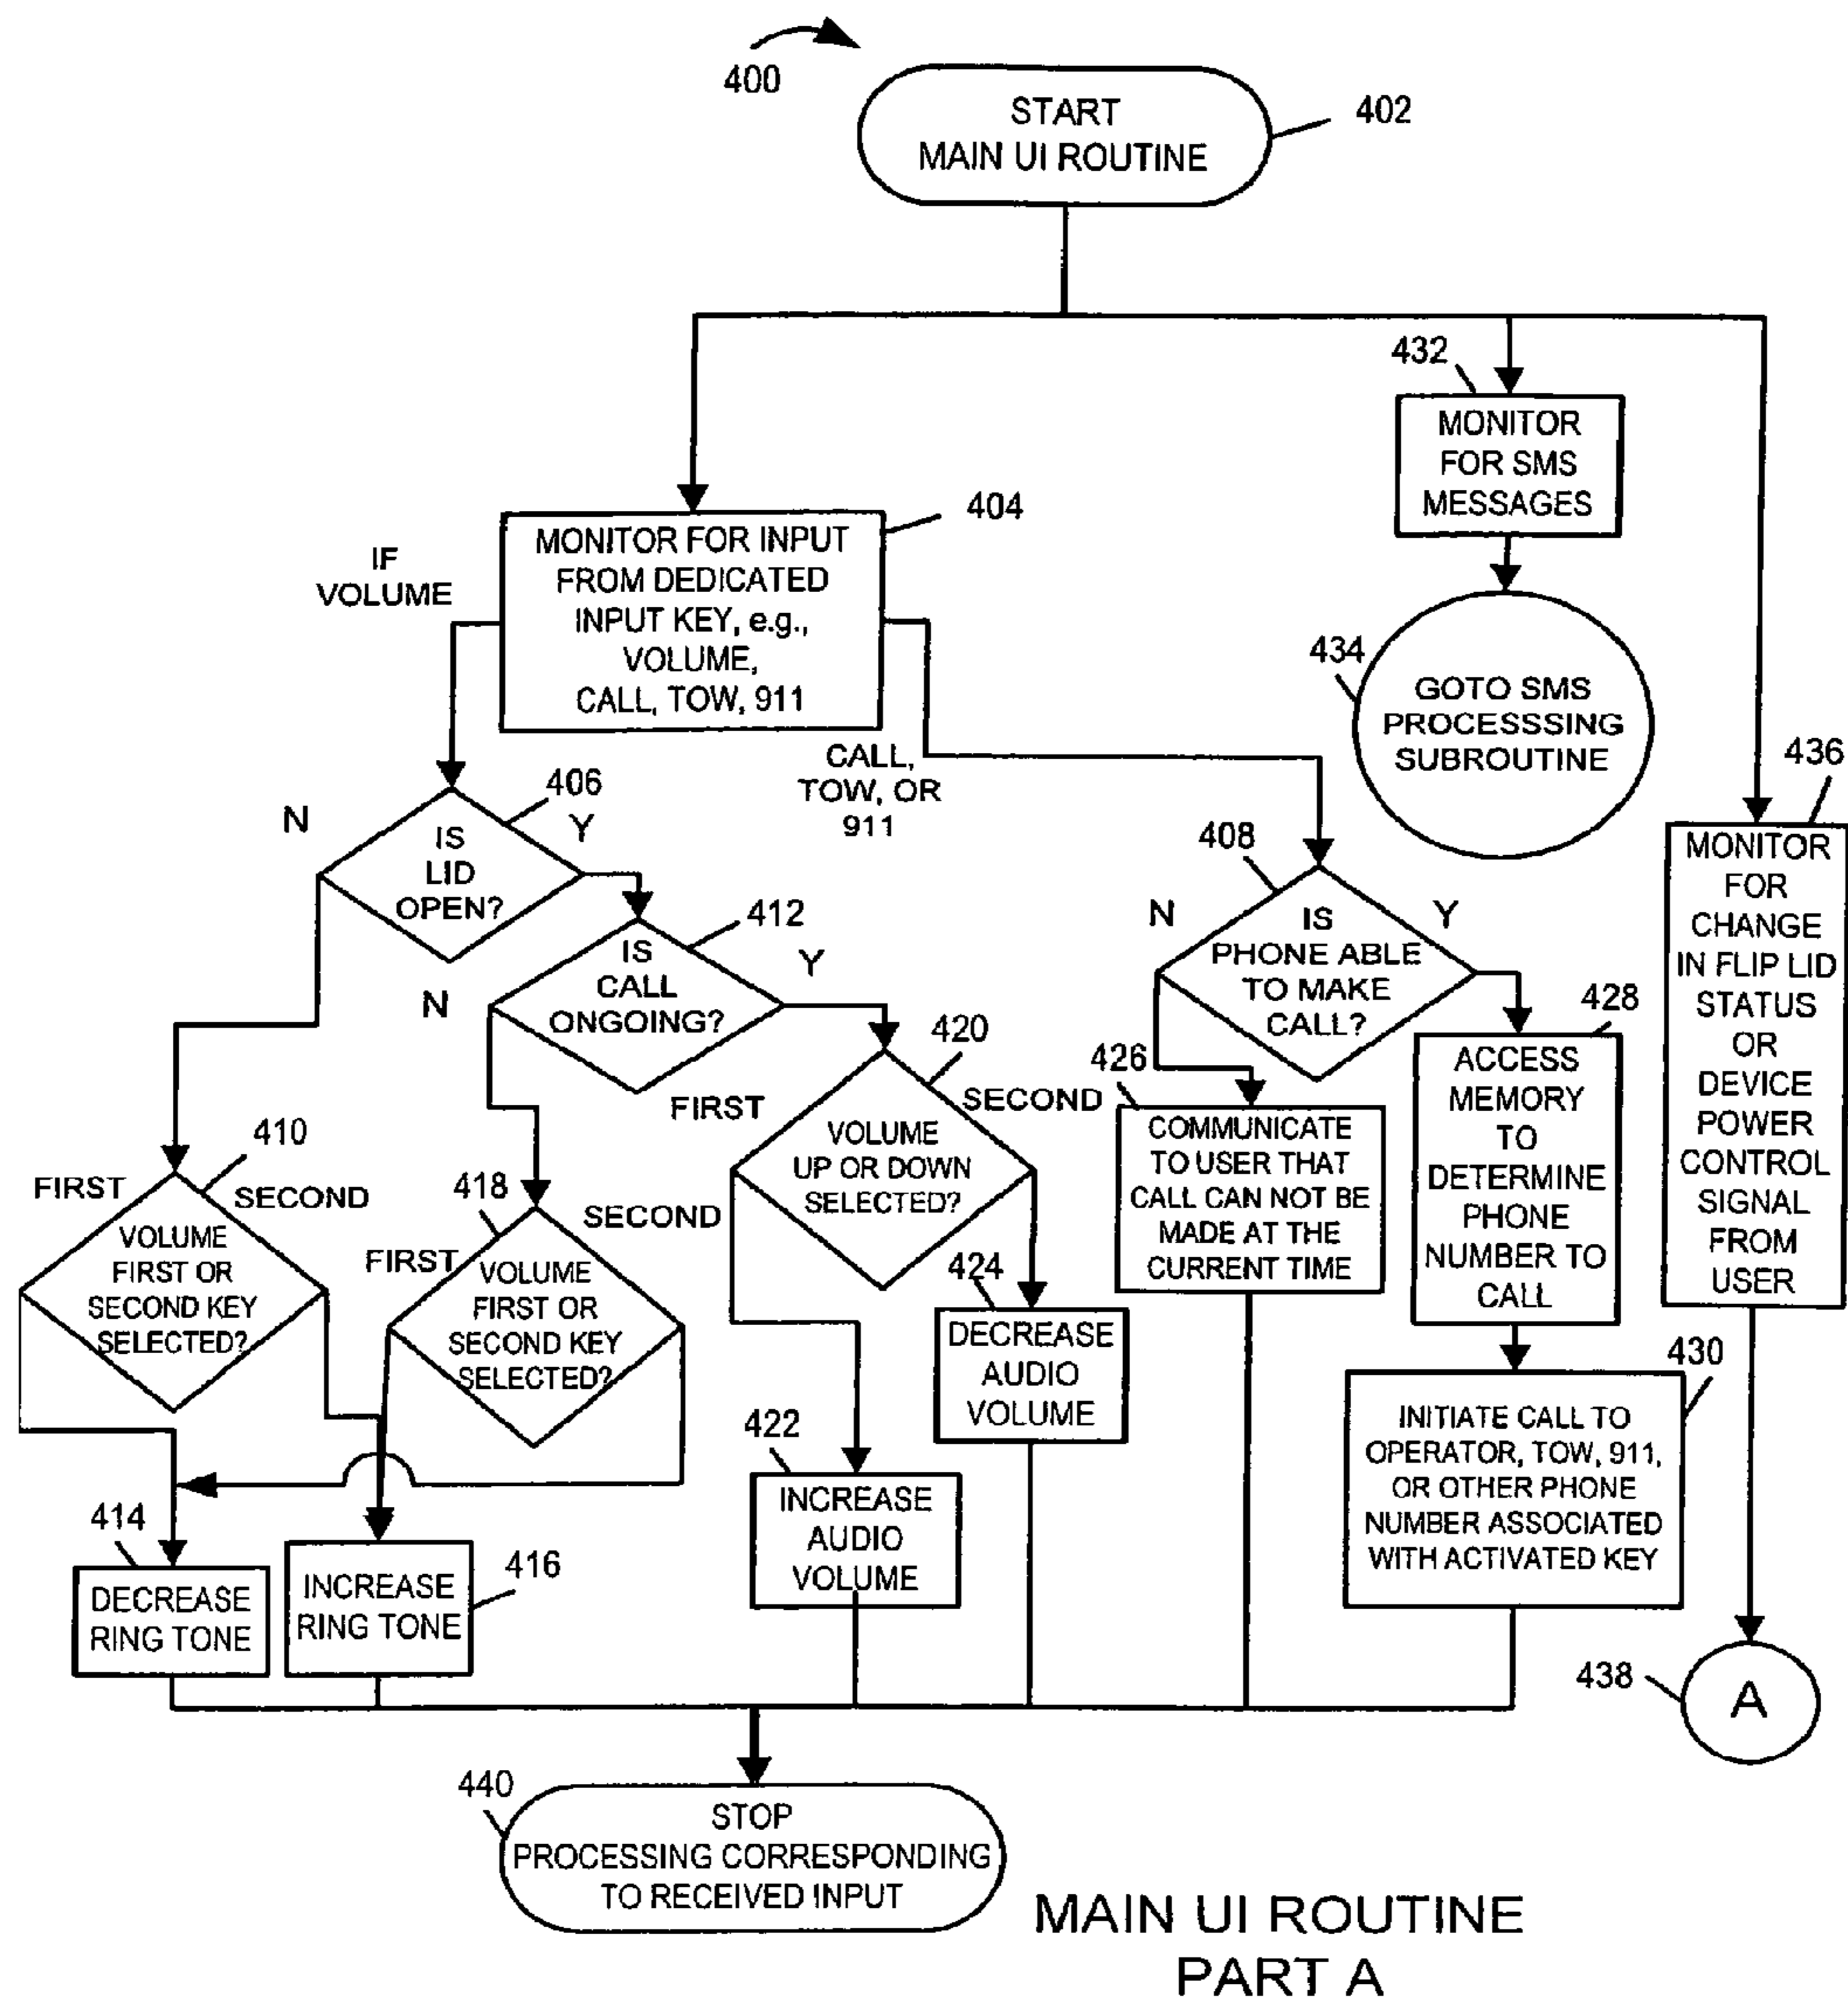 400
START
MAIN UI ROUTINE
402
432
MONITOR
FOR SMS
MESSAGES
404
MONITOR FOR INPUT
FROM DEDICATED
INPUT KEY, e.g.,
VOLUME,
CALL, TOW, 911
IF
VOLUME
434
GOTO SMS
PROCESSSING
SUBROUTINE
CALL,
TOW, OR
911
436
MONITOR
FOR
CHANGE
IN FLIP LID
STATUS
OR
DEVICE
POWER
CONTROL
SIGNAL
FROM
USER
406
N
Y
IS
LID
OPEN?
408
N
Y
IS
PHONE ABLE
TO MAKE
CALL?
412
N
Y
IS
CALL
ONGOING?
428
ACCESS
MEMORY
TO
DETERMINE
PHONE
NUMBER TO
CALL
420
FIRST
SECOND
VOLUME
UP OR DOWN
SELECTED?
426
COMMUNICATE
TO USER THAT
CALL CAN NOT BE
MADE AT THE
CURRENT TIME
410
FIRST
SECOND
VOLUME
FIRST OR
SECOND KEY
SELECTED?
418
FIRST
SECOND
VOLUME
FIRST OR
SECOND KEY
SELECTED?
424
DECREASE
AUDIO
VOLUME
430
INITIATE CALL TO
OPERATOR, TOW, 911,
OR OTHER PHONE
NUMBER ASSOCIATED
WITH ACTIVATED KEY
422
INCREASE
AUDIO
VOLUME
414
DECREASE
RING TONE
416
INCREASE
RING TONE
438
A
440
STOP
PROCESSING CORRESPONDING
TO RECEIVED INPUT
MAIN UI ROUTINE
PART A